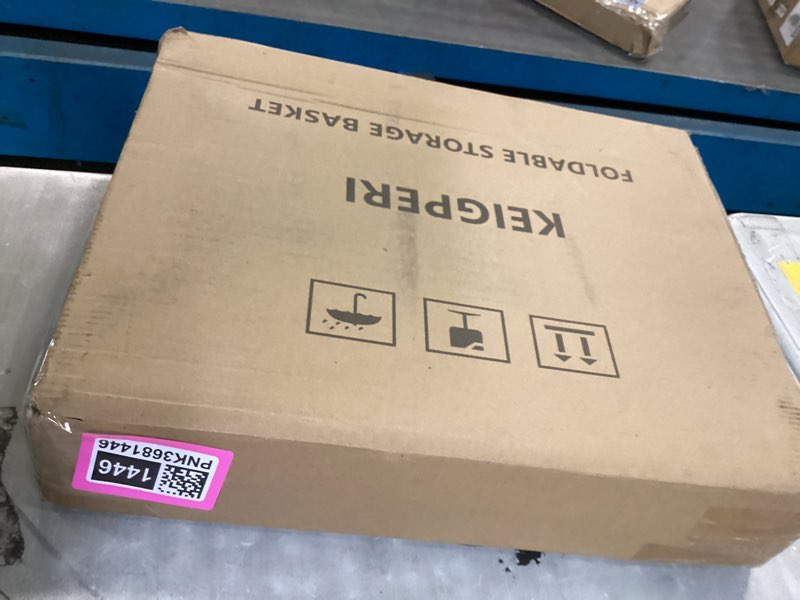 KEIGPERI
FOLDABLE STORAGE BASKET
PNK3681446
1446